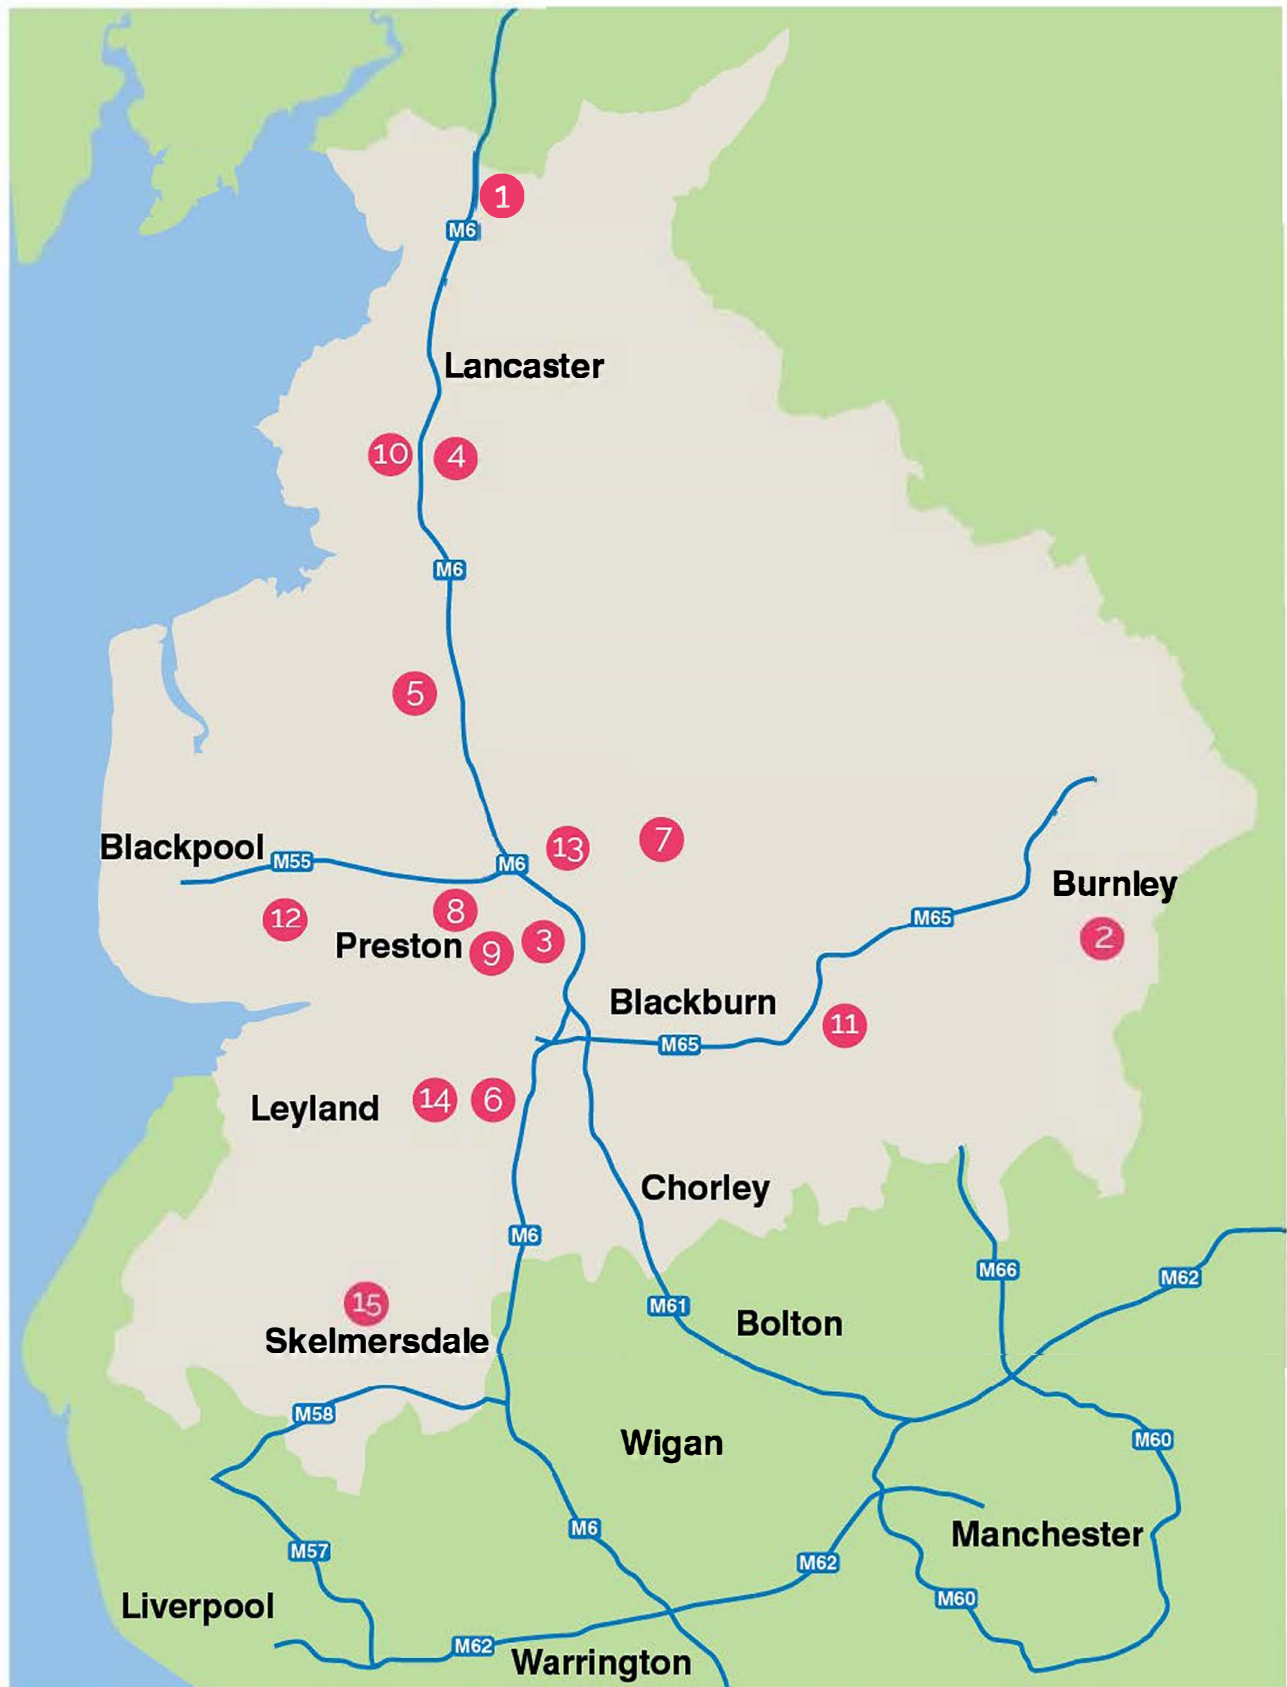 1
M6
Lancaster
10
4
M6
5
Blackpool
M55
M6
13
7
Burnley
12
8
M65
2
Preston
9
3
Blackburn
11
M65
Leyland
14
6
Chorley
M6
M66
M62
15
M61
Skelmersdale
Bolton
M58
Wigan
M60
M6
Manchester
M57
M62
Liverpool
M60
M62
Warrington